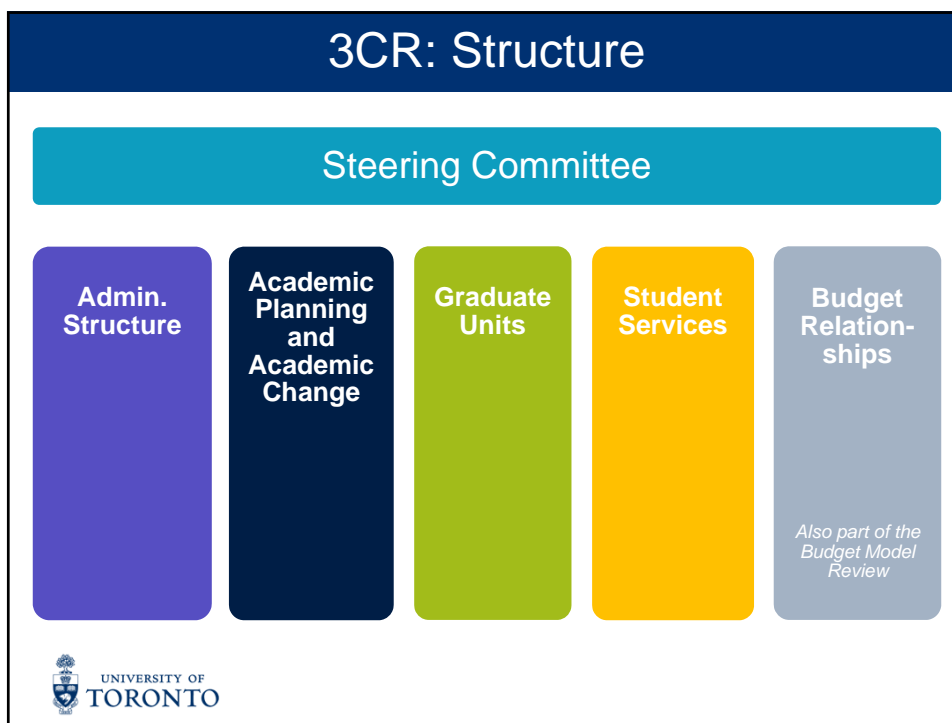 3CR: Structure
Steering Committee
Admin.
Structure
Academic
Planning
and
Academic
Change
Graduate
Units
Student
Services
Budget
Relation-
ships
Also part of the
Budget Model
Review
UNIVERSITY OF
TORONTO